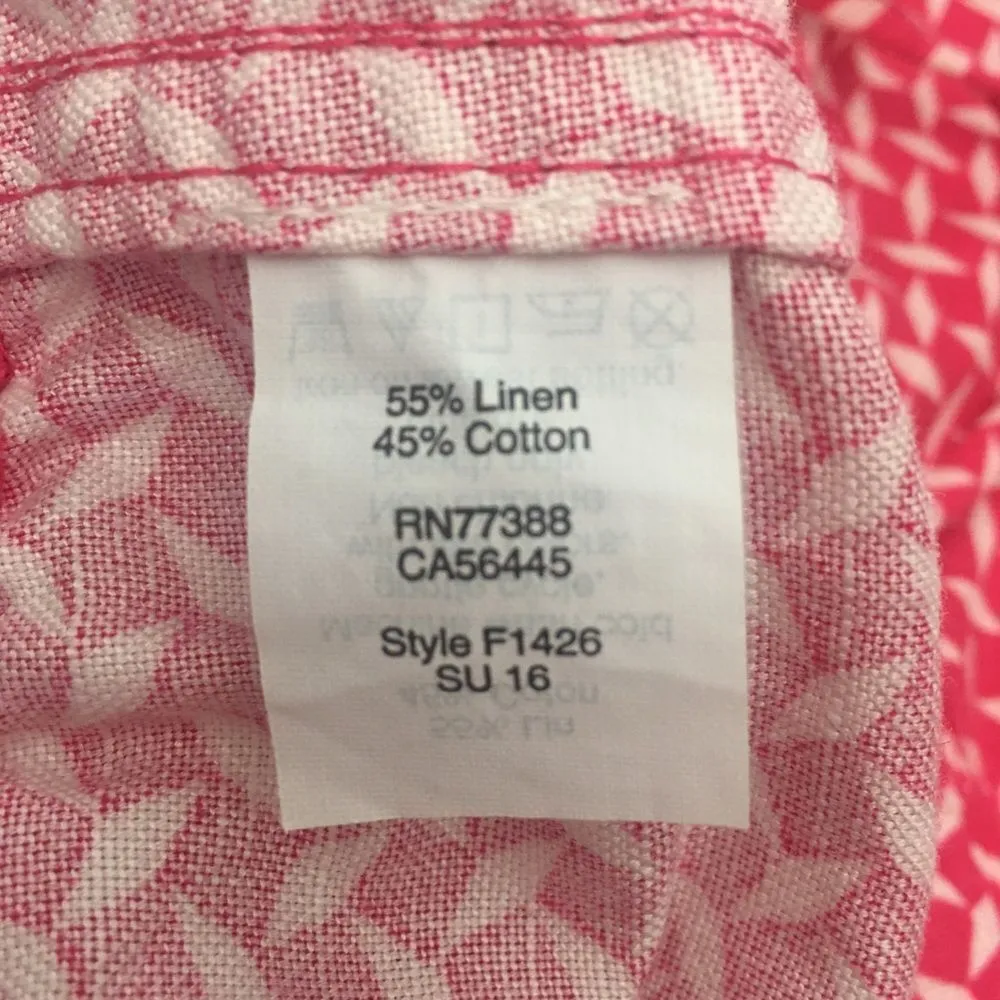 55% Linen
45% Cotton
RN77388
CA56445
Style F1426
SU 16